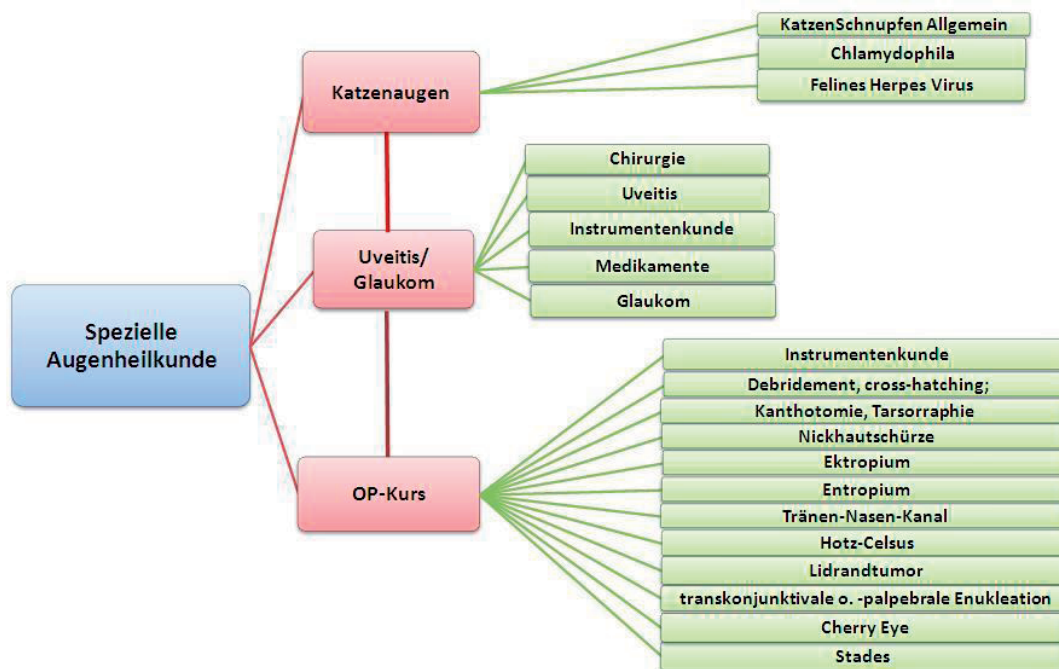 Spezielle
Augenheilkunde
Katzenaugen
KatzenSchnupfen Allgemein
Chlamydophila
Felines Herpes Virus
Uveitis/
Glaukom
Chirurgie
Uveitis
Instrumentenkunde
Medikamente
Glaukom
OP-Kurs
Instrumentenkunde
Debridement, cross-hatching;
Kanthotomie, Tarsorraphie
Nickhautschürze
Ektropium
Entropium
Tränen-Nasen-Kanal
Hotz-Celsus
Lidrandtumor
transkonjunktivale o. -palpebrale Enukleation
Cherry Eye
Stades